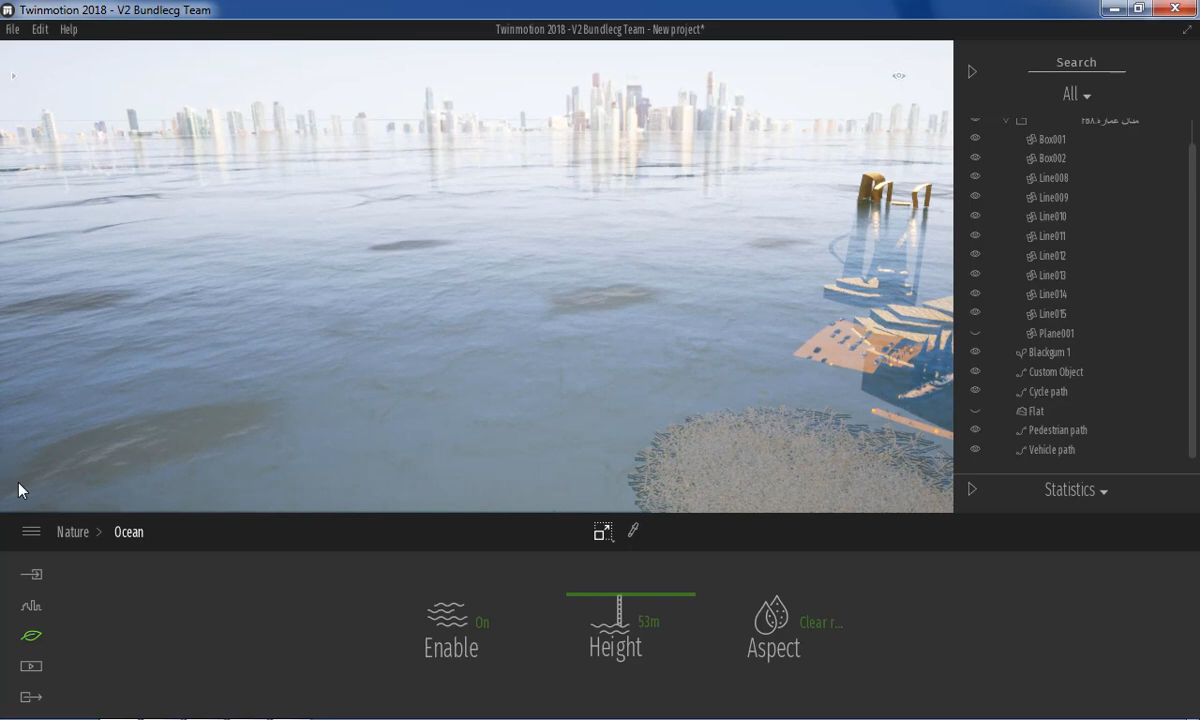 Twinmotion 2018 - V2 Bundlecg Team
File Edit Help
Twinmotion 2018 - V2 Bundlecg Team - New project*
Search
All
Box001
Box002
Line008
Line009
Line010
Line011
Line012
Line013
Line014
Line015
Plane001
Blackgum 1
Custom Object
Cycle path
Flat
Pedestrian path
Vehicle path
Statistics
Nature > Ocean
On
Enable
53m
Height
Clear r...
Aspect